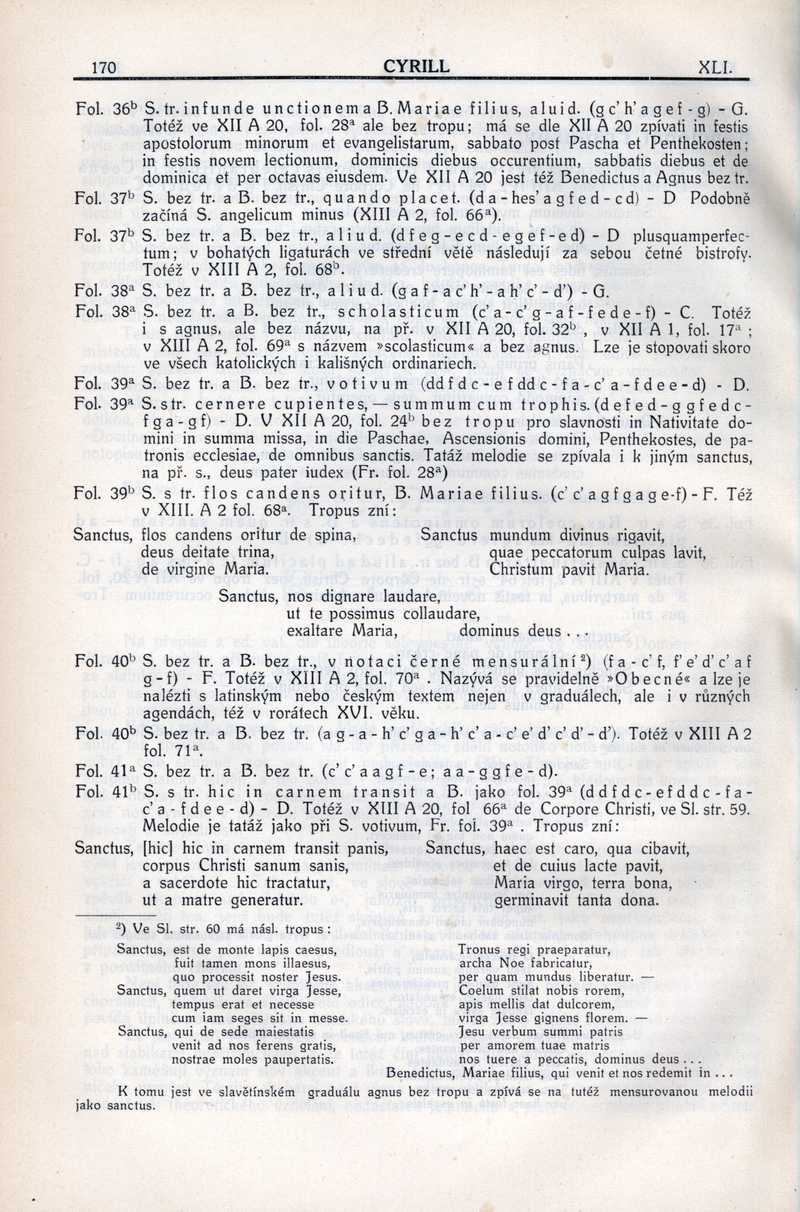 170 CYRILL XLI.
Fol. 36ᵇ S. tr. infunde unctionem a B. Mariae filius, aluid. (g c’ h’ a g e f - g) – G.
Totéž ve XII A 20, fol. 28ᵃ ale bez tropu; má se dle XII A 20 zpívati in festis
apostolorum minorum et evangelistarum, sabbato post Pascha et Penthekosten;
in festis novem lectionum, dominicis diebus occurentium, sabbatis diebus et de
dominica et per octavas eiusdem. Ve XII A 20 jest též Benedictus a Agnus bez tr.
Fol. 37ᵇ S. bez tr. a B. bez tr., quando placet. (d a - hes’ a g f e d - c d) – D Podobně
začíná S. angelicum minus (XIII A 2, fol. 66ᵃ).
Fol. 37ᵇ S. bez tr. a B. bez tr., aliud. (d f e g - e c d - e g e f - e d) – D plusquamperfec-
tum; v bohatých ligaturách ve střední větě následují za sebou četné bistrofy.
Totéž v XIII A 2, fol. 68ᵇ.
Fol. 38ᵃ S. bez tr. a B. bez tr., aliud. (g a f - a c’ h’ - a h’ c’ - d’) - G.
Fol. 38ᵃ S. bez tr. a B. bez tr., scholasticum (c’ a - c’ g - a f - f e d e - f) – C. Totéž
i s agnus, ale bez názvu, na př. v XII A 20, fol. 32ᵇ , v XII A 1, fol. 17ᵃ ;
v XIII A 2, fol. 69ᵃ s názvem »scolasticum« a bez agnus. Lze je stopovati skoro
ve všech katolických i kališných ordinariech.
Fol. 39ᵃ S. bez tr. a B. bez tr., votivum (d d f d c - e f d d c - f a - c’ a - f d e e - d) - D.
Fol. 39ᵃ S. s tr. cernere cupientes, — summum cum trophis. (d e f e d - g g f e d c -
f g a - g f) - D. V XII A 20, fol. 24ᵇ bez tropu pro slavnosti in Nativitate do-
mini in summa missa, in die Paschae, Ascensionis domini, Penthekostes, de pa-
tronis ecclesiae, de omnibus sanctis. Tatáž melodie se zpívala i k jiným sanctus,
na př. s., deus pater iudex (Fr. fol. 28ᵃ)
Fol. 39ᵇ S. s tr. flos candens oritur, B. Mariae filius. (c’ c’ a g f g a g e-f) - F. Též
v XIII. A 2 fol. 68ᵃ. Tropus zní:
Sanctus, flos candens oritur de spina,
deus deitate trina,
de virgine Maria.
Sanctus mundum divinus rigavit,
quae peccatorum culpas lavit,
Christum pavit Maria.
Sanctus, nos dignare laudare,
ut te possimus collaudare,
exaltare Maria, dominus deus . . .
Fol. 40ᵇ S. bez tr. a B. bez tr., v notaci černé mensurální²) (f a - c’ f, f’ e’ d’ c’ a f
g - f) - F. Totéž v XIII A 2, fol. 70ᵃ . Nazývá se pravidelně »Obecné« a lze je
nalézti s latinským nebo českým textem nejen v graduálech, ale i v různých
agendách, též v rorátech XVI. věku.
Fol. 40ᵇ S. bez tr. a B. bez tr. (a g - a - h’ c’ g a - h’ c’ a - c’ e’ d’ c’ d’ - d’). Totéž v XIII A 2
fol. 71ᵃ.
Fol. 41ᵃ S. bez tr. a B. bez tr. (c’ c’ a a g f - e; a a - g g f e - d).
Fol. 41ᵇ S. s tr. hic in carnem transit a B. jako fol. 39ᵃ (d d f d c - e f d d c - f a -
c’ a - f d e e - d) – D. Totéž v XIII A 20, fol 66ᵃ de Corpore Christi, ve Sl. str. 59.
Melodie je tatáž jako při S. votivum, Fr. fol. 39ᵃ . Tropus zní:
Sanctus, [hic] hic in carnem transit panis,
corpus Christi sanum sanis,
a sacerdote hic tractatur,
ut a matre generatur.
Sanctus, haec est caro, qua cibavit,
et de cuius lacte pavit,
Maria virgo, terra bona,
germinavit tanta dona.
²) Ve Sl. str. 60 má násl. tropus :
Sanctus, est de monte lapis caesus,
fuit tamen mons illaesus,
quo processit noster Jesus.
Sanctus, quem ut daret virga Jesse,
tempus erat et necesse
cum iam seges sit in messe.
Sanctus, qui de sede maiestatis
venit ad nos ferens gratis,
nostrae moles paupertatis.
Tronus regi praeparatur,
archa Noe fabricatur,
per quam mundus liberatur. —
Coelum stilat nobis rorem,
apis mellis dat dulcorem,
virga Jesse gignens florem. —
Jesu verbum summi patris
per amorem tuae matris
nos tuere a peccatis, dominus deus . . .
Benedictus, Mariae filius, qui venit et nos redemit in . . .
K tomu jest ve slavětínském graduálu agnus bez tropu a zpívá se na tutéž mensurovanou melodii
jako sanctus.